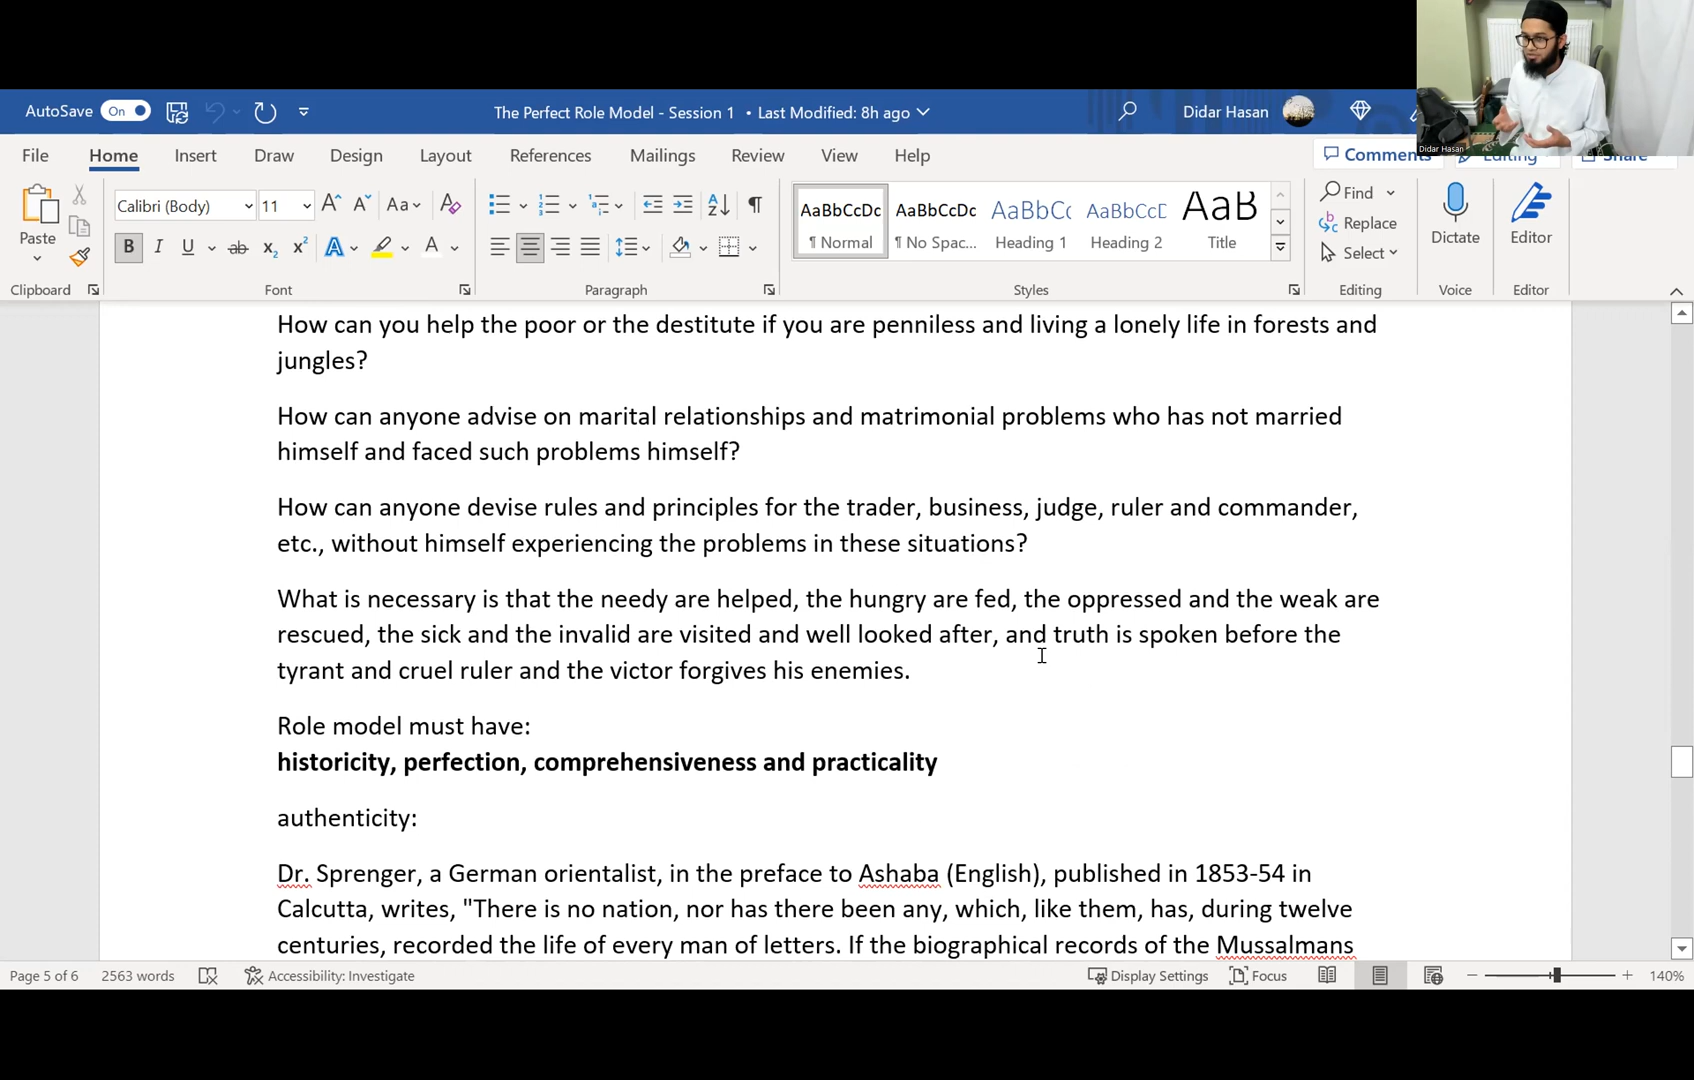 AutoSave On The Perfect Role Model - Session 1 • Last Modified: 8h ago Didar Hasan
Didar Hasan
File Home Insert Draw Design Layout References Mailings Review View Help Comments Editing Share
Paste
Clipboard
Calibri (Body) 11 A A Aa A
B I U ab x₂ x² A A
Font
A Z ¶
Paragraph
AaBbCcDc AaBbCcDc AaBbCc AaBbCcD AaB
¶ Normal ¶ No Spac... Heading 1 Heading 2 Title
Styles
Find
Replace
Select
Editing
Dictate
Voice
Editor
Editor
How can you help the poor or the destitute if you are penniless and living a lonely life in forests and
jungles?
How can anyone advise on marital relationships and matrimonial problems who has not married
himself and faced such problems himself?
How can anyone devise rules and principles for the trader, business, judge, ruler and commander,
etc., without himself experiencing the problems in these situations?
What is necessary is that the needy are helped, the hungry are fed, the oppressed and the weak are
rescued, the sick and the invalid are visited and well looked after, and truth is spoken before the
tyrant and cruel ruler and the victor forgives his enemies.
Role model must have:
historicity, perfection, comprehensiveness and practicality
authenticity:
Dr. Sprenger, a German orientalist, in the preface to Ashaba (English), published in 1853-54 in
Calcutta, writes, "There is no nation, nor has there been any, which, like them, has, during twelve
centuries, recorded the life of every man of letters. If the biographical records of the Mussalmans
Page 5 of 6 2563 words Accessibility: Investigate Display Settings Focus 140%